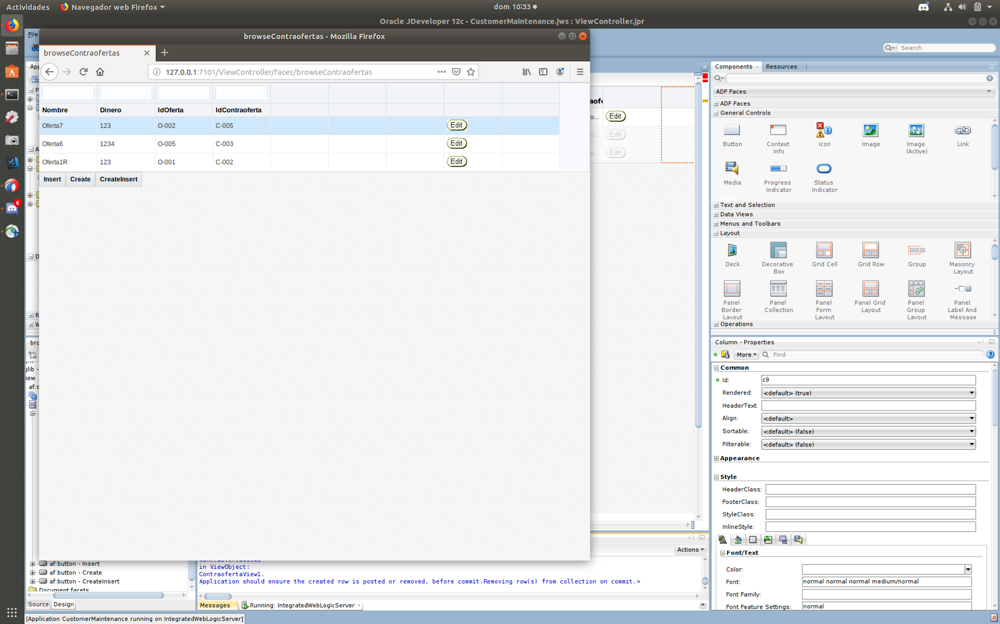 Actividades
Navegador web Firefox
dom 10:33
Oracle JDeveloper 12c - CustomerMaintenance.jws : ViewController.jpr
File
browseContraofertas - Mozilla Firefox
browseContraofertas
127.0.0.1:7101/ViewController/faces/browseContraofertas
Nombre Dinero IdOferta IdContraoferta
Oferta7 123 O-002 C-005 Edit
Oferta6 1234 O-005 C-003 Edit
Oferta1R 123 O-001 C-002 Edit
Insert Create CreateInsert
Edit
Edit
Edit
6
Search
Components Resources
ADF Faces
ADF Faces
General Controls
Button Context Info Icon Image Image (Active) Link
Media Progress Indicator Status Indicator
Text and Selection
Data Views
Menus and Toolbars
Layout
Deck Decorative Box Grid Cell Grid Row Group Masonry Layout
Panel Border Layout Panel Collection Panel Form Layout Panel Grid Layout Panel Group Layout Panel Label And Message
Operations
Column - Properties
More Find
Common
Id: c9
Rendered: <default> (true)
HeaderText:
Align: <default>
Sortable: <default> (false)
Filterable: <default> (false)
Appearance
Style
HeaderClass:
FooterClass:
StyleClass:
InlineStyle:
Font/Text
Color:
Font: normal normal normal medium/normal
Font Family:
Font Feature Settings: normal
Actions
af:button - Insert
af:button - Create
af:button - CreateInsert
Document facets
Source Design
in ViewObject:
ContraofertaView1.
Application should ensure the created row is posted or removed, before commit.Removing row(s) from collection on commit.>
Messages
Running: IntegratedWebLogicServer
[Application CustomerMaintenance running on IntegratedWebLogicServer]